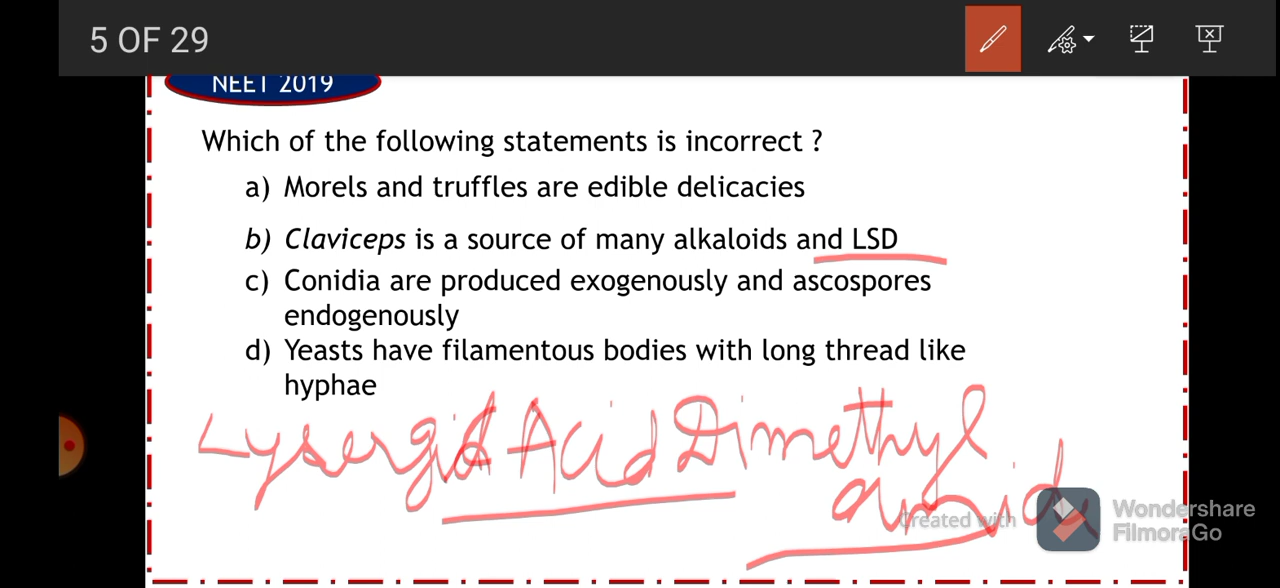 5 OF 29
NEET 2019
Which of the following statements is incorrect ?
a) Morels and truffles are edible delicacies
b) Claviceps is a source of many alkaloids and LSD
c) Conidia are produced exogenously and ascospores
endogenously
d) Yeasts have filamentous bodies with long thread like
hyphae
Lysergid Acid Dimethyl
amide
Created with
Wondershare
FilmoraGo